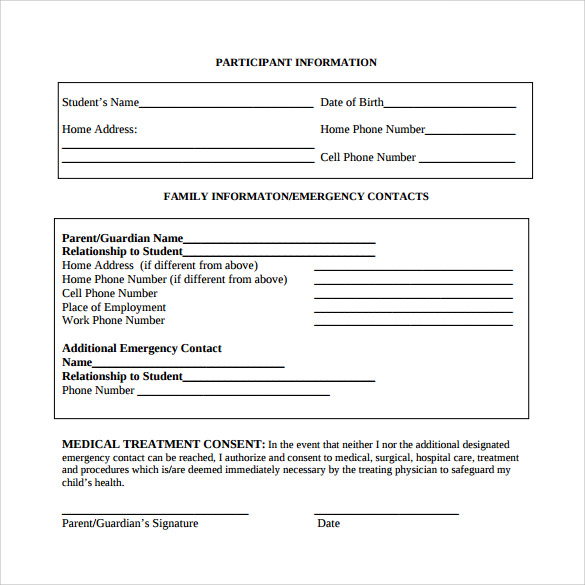 PARTICIPANT INFORMATION
Student's Name Date of Birth
Home Address: Home Phone Number
Cell Phone Number
FAMILY INFORMATON/EMERGENCY CONTACTS
Parent/Guardian Name
Relationship to Student
Home Address (if different from above)
Home Phone Number (if different from above)
Cell Phone Number
Place of Employment
Work Phone Number
Additional Emergency Contact
Name
Relationship to Student
Phone Number
MEDICAL TREATMENT CONSENT: In the event that neither I nor the additional designated
emergency contact can be reached, I authorize and consent to medical, surgical, hospital care, treatment
and procedures which is/are deemed immediately necessary by the treating physician to safeguard my
child's health.
Parent/Guardian's Signature Date